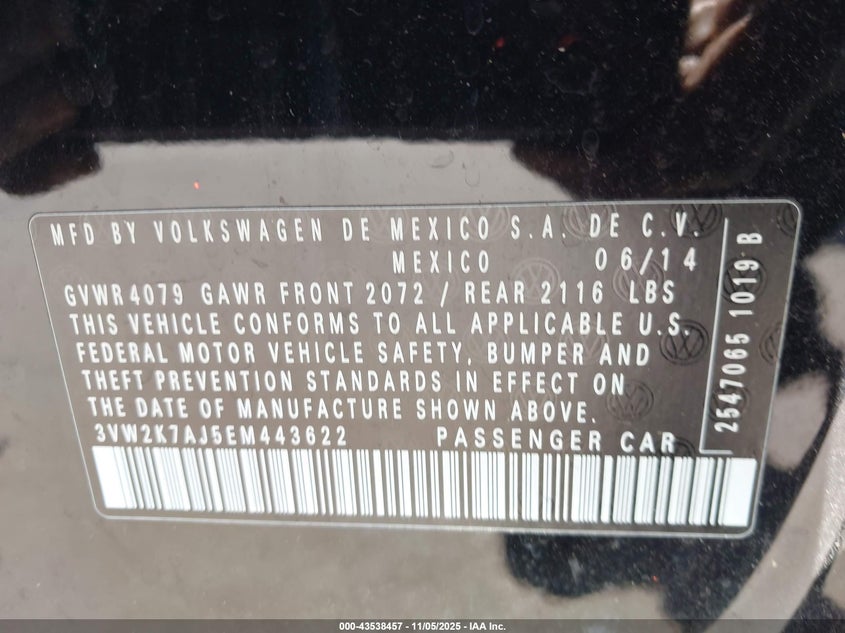 MFD BY VOLKSWAGEN DE MEXICO S.A. DE C.V.
MEXICO 06/14
GVWR 4079 GAWR FRONT 2072 / REAR 2116 LBS
THIS VEHICLE CONFORMS TO ALL APPLICABLE U.S.
FEDERAL MOTOR VEHICLE SAFETY, BUMPER AND
THEFT PREVENTION STANDARDS IN EFFECT ON
THE DATE OF MANUFACTURE SHOWN ABOVE.
3VW2K7AJ5EM443622 PASSENGER CAR
2547065 1019 B
000-43538457 - 11/05/2025 - IAA Inc.